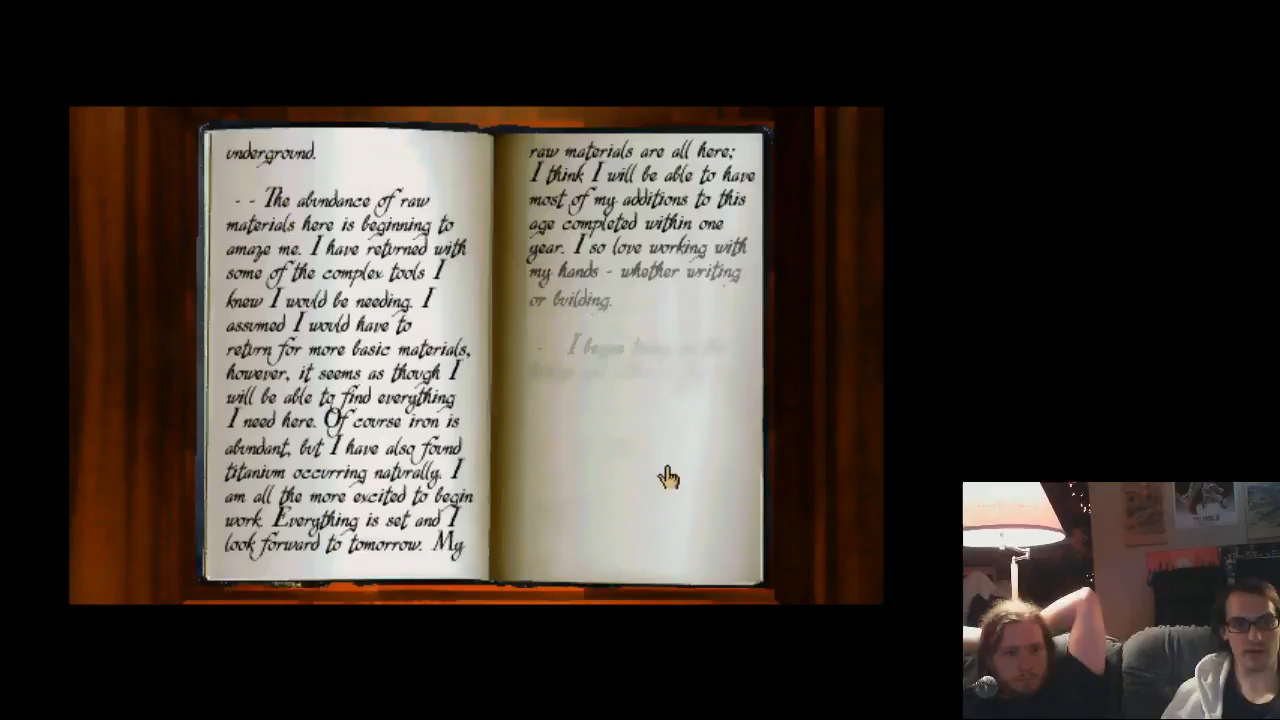 underground.
- - The abundance of raw
materials here is beginning to
amaze me. I have returned with
some of the complex tools I
knew I would be needing. I
assumed I would have to
return for more basic materials,
however, it seems as though I
will be able to find everything
I need here. Of course iron is
abundant, but I have also found
titanium occurring naturally. I
am all the more excited to begin
work. Everything is set and I
look forward to tomorrow. My
raw materials are all here;
I think I will be able to have
most of my additions to this
age completed within one
year. I so love working with
my hands - whether writing
or building.
- I began